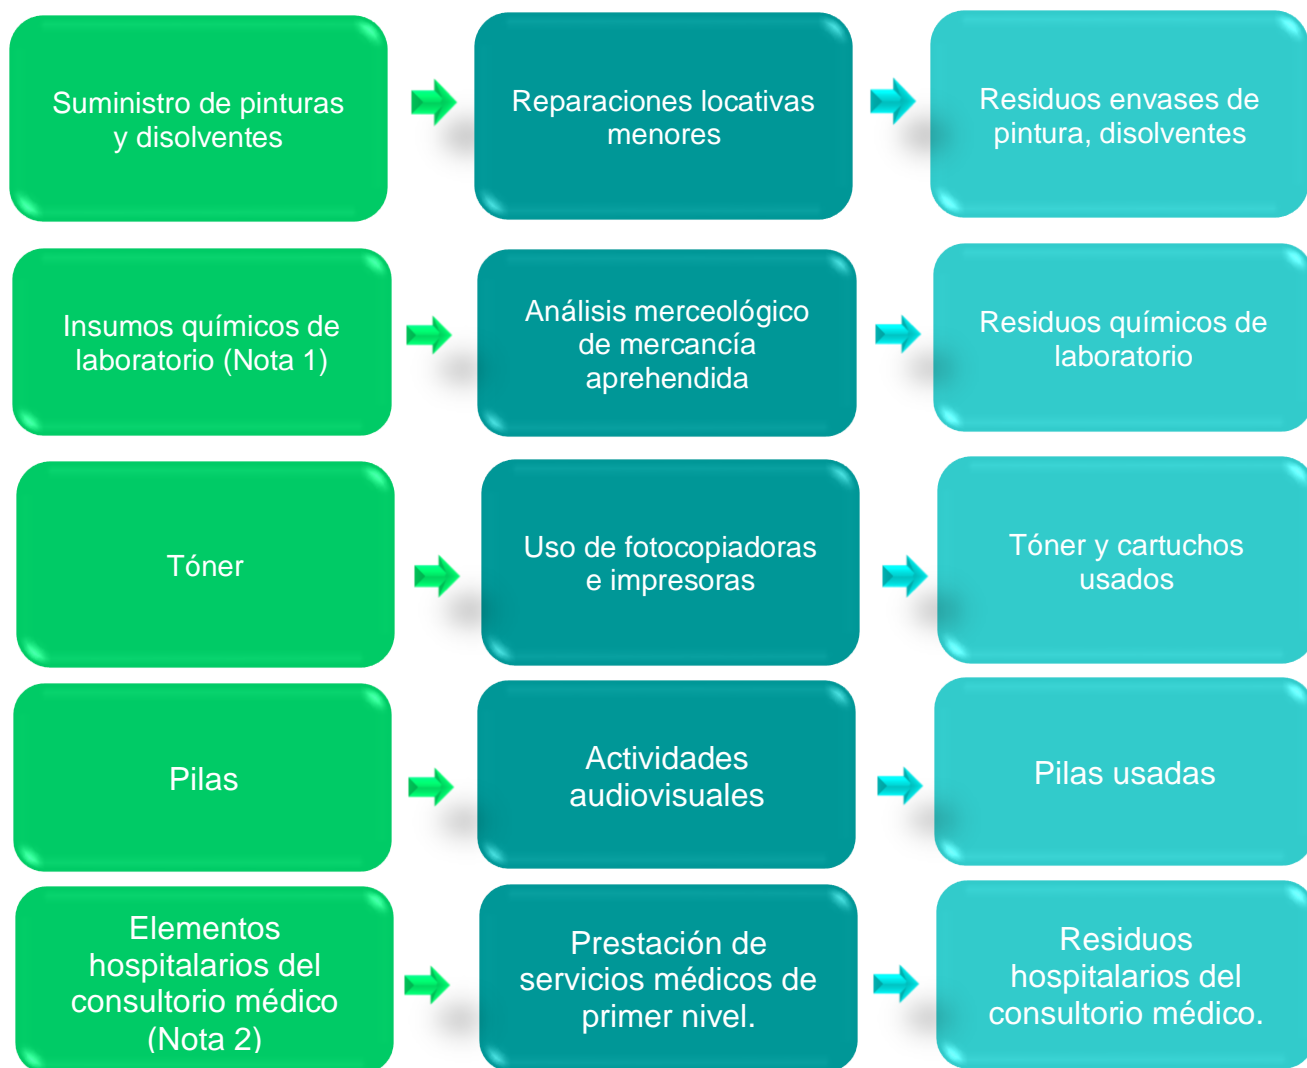 Suministro de pinturas
y disolventes
Reparaciones locativas
menores
Residuos envases de
pintura, disolventes
Insumos químicos de
laboratorio (Nota 1)
Análisis merceológico
de mercancía
aprehendida
Residuos químicos de
laboratorio
Tóner
Uso de fotocopiadoras
e impresoras
Tóner y cartuchos
usados
Pilas
Actividades
audiovisuales
Pilas usadas
Elementos
hospitalarios del
consultorio médico
(Nota 2)
Prestación de
servicios médicos de
primer nivel.
Residuos
hospitalarios del
consultorio médico.